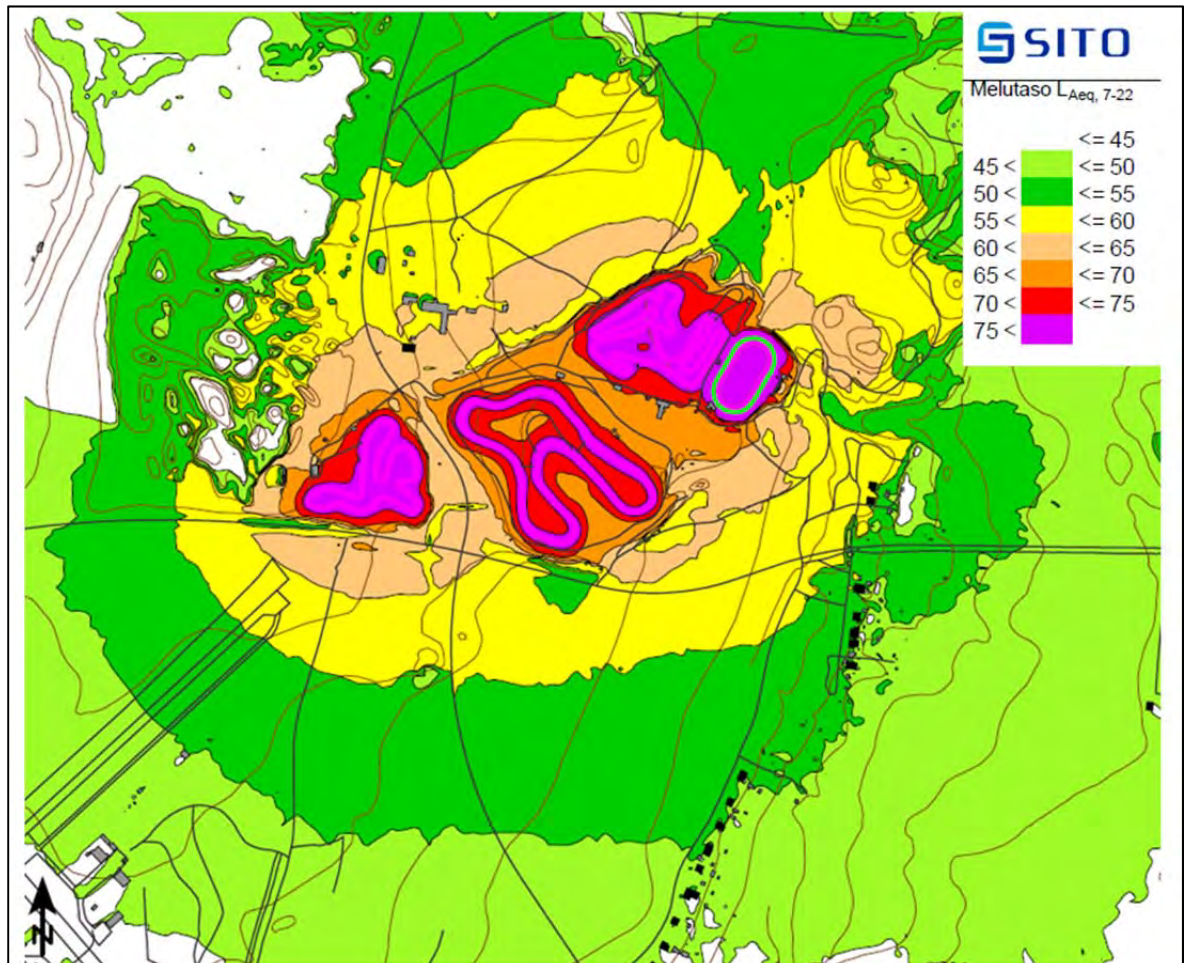 SITO
Melutaso LAeq, 7-22
<= 45
45 < <= 50
50 < <= 55
55 < <= 60
60 < <= 65
65 < <= 70
70 < <= 75
75 <
N